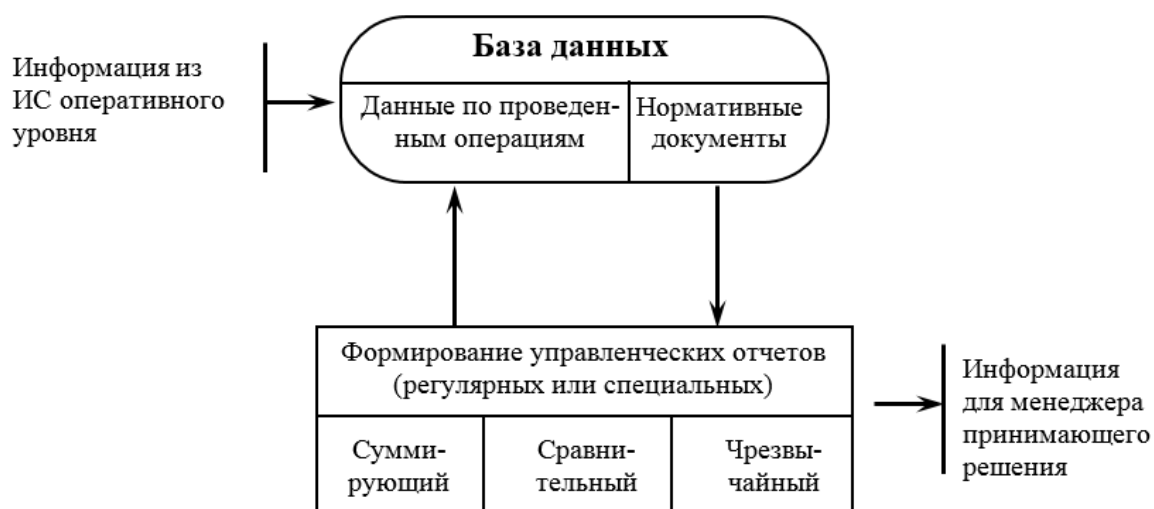 База данных
Информация из
ИС оперативного
уровня
Данные по проведен-
ным операциям
Нормативные
документы
Формирование управленческих отчетов
(регулярных или специальных)
Сумми-
рующий
Сравни-
тельный
Чрезвы-
чайный
Информация
для менеджера
принимающего
решения